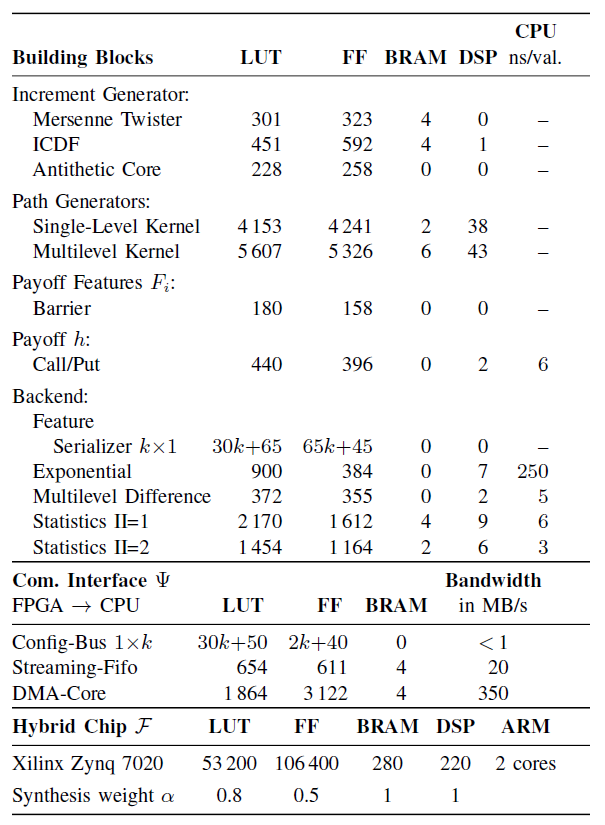 CPU
Building Blocks LUT FF BRAM DSP ns/val.
Increment Generator:
Mersenne Twister 301 323 4 0 –
ICDF 451 592 4 1 –
Antithetic Core 228 258 0 0 –
Path Generators:
Single-Level Kernel 4 153 4 241 2 38 –
Multilevel Kernel 5 607 5 326 6 43 –
Payoff Features Fi:
Barrier 180 158 0 0 –
Payoff h:
Call/Put 440 396 0 2 6
Backend:
Feature
Serializer k×1 30k+65 65k+45 0 0 –
Exponential 900 384 0 7 250
Multilevel Difference 372 355 0 2 5
Statistics II=1 2 170 1 612 4 9 6
Statistics II=2 1 454 1 164 2 6 3
Com. Interface Ψ Bandwidth
FPGA → CPU LUT FF BRAM in MB/s
Config-Bus 1×k 30k+50 2k+40 0 < 1
Streaming-Fifo 654 611 4 20
DMA-Core 1 864 3 122 4 350
Hybrid Chip F LUT FF BRAM DSP ARM
Xilinx Zynq 7020 53 200 106 400 280 220 2 cores
Synthesis weight α 0.8 0.5 1 1